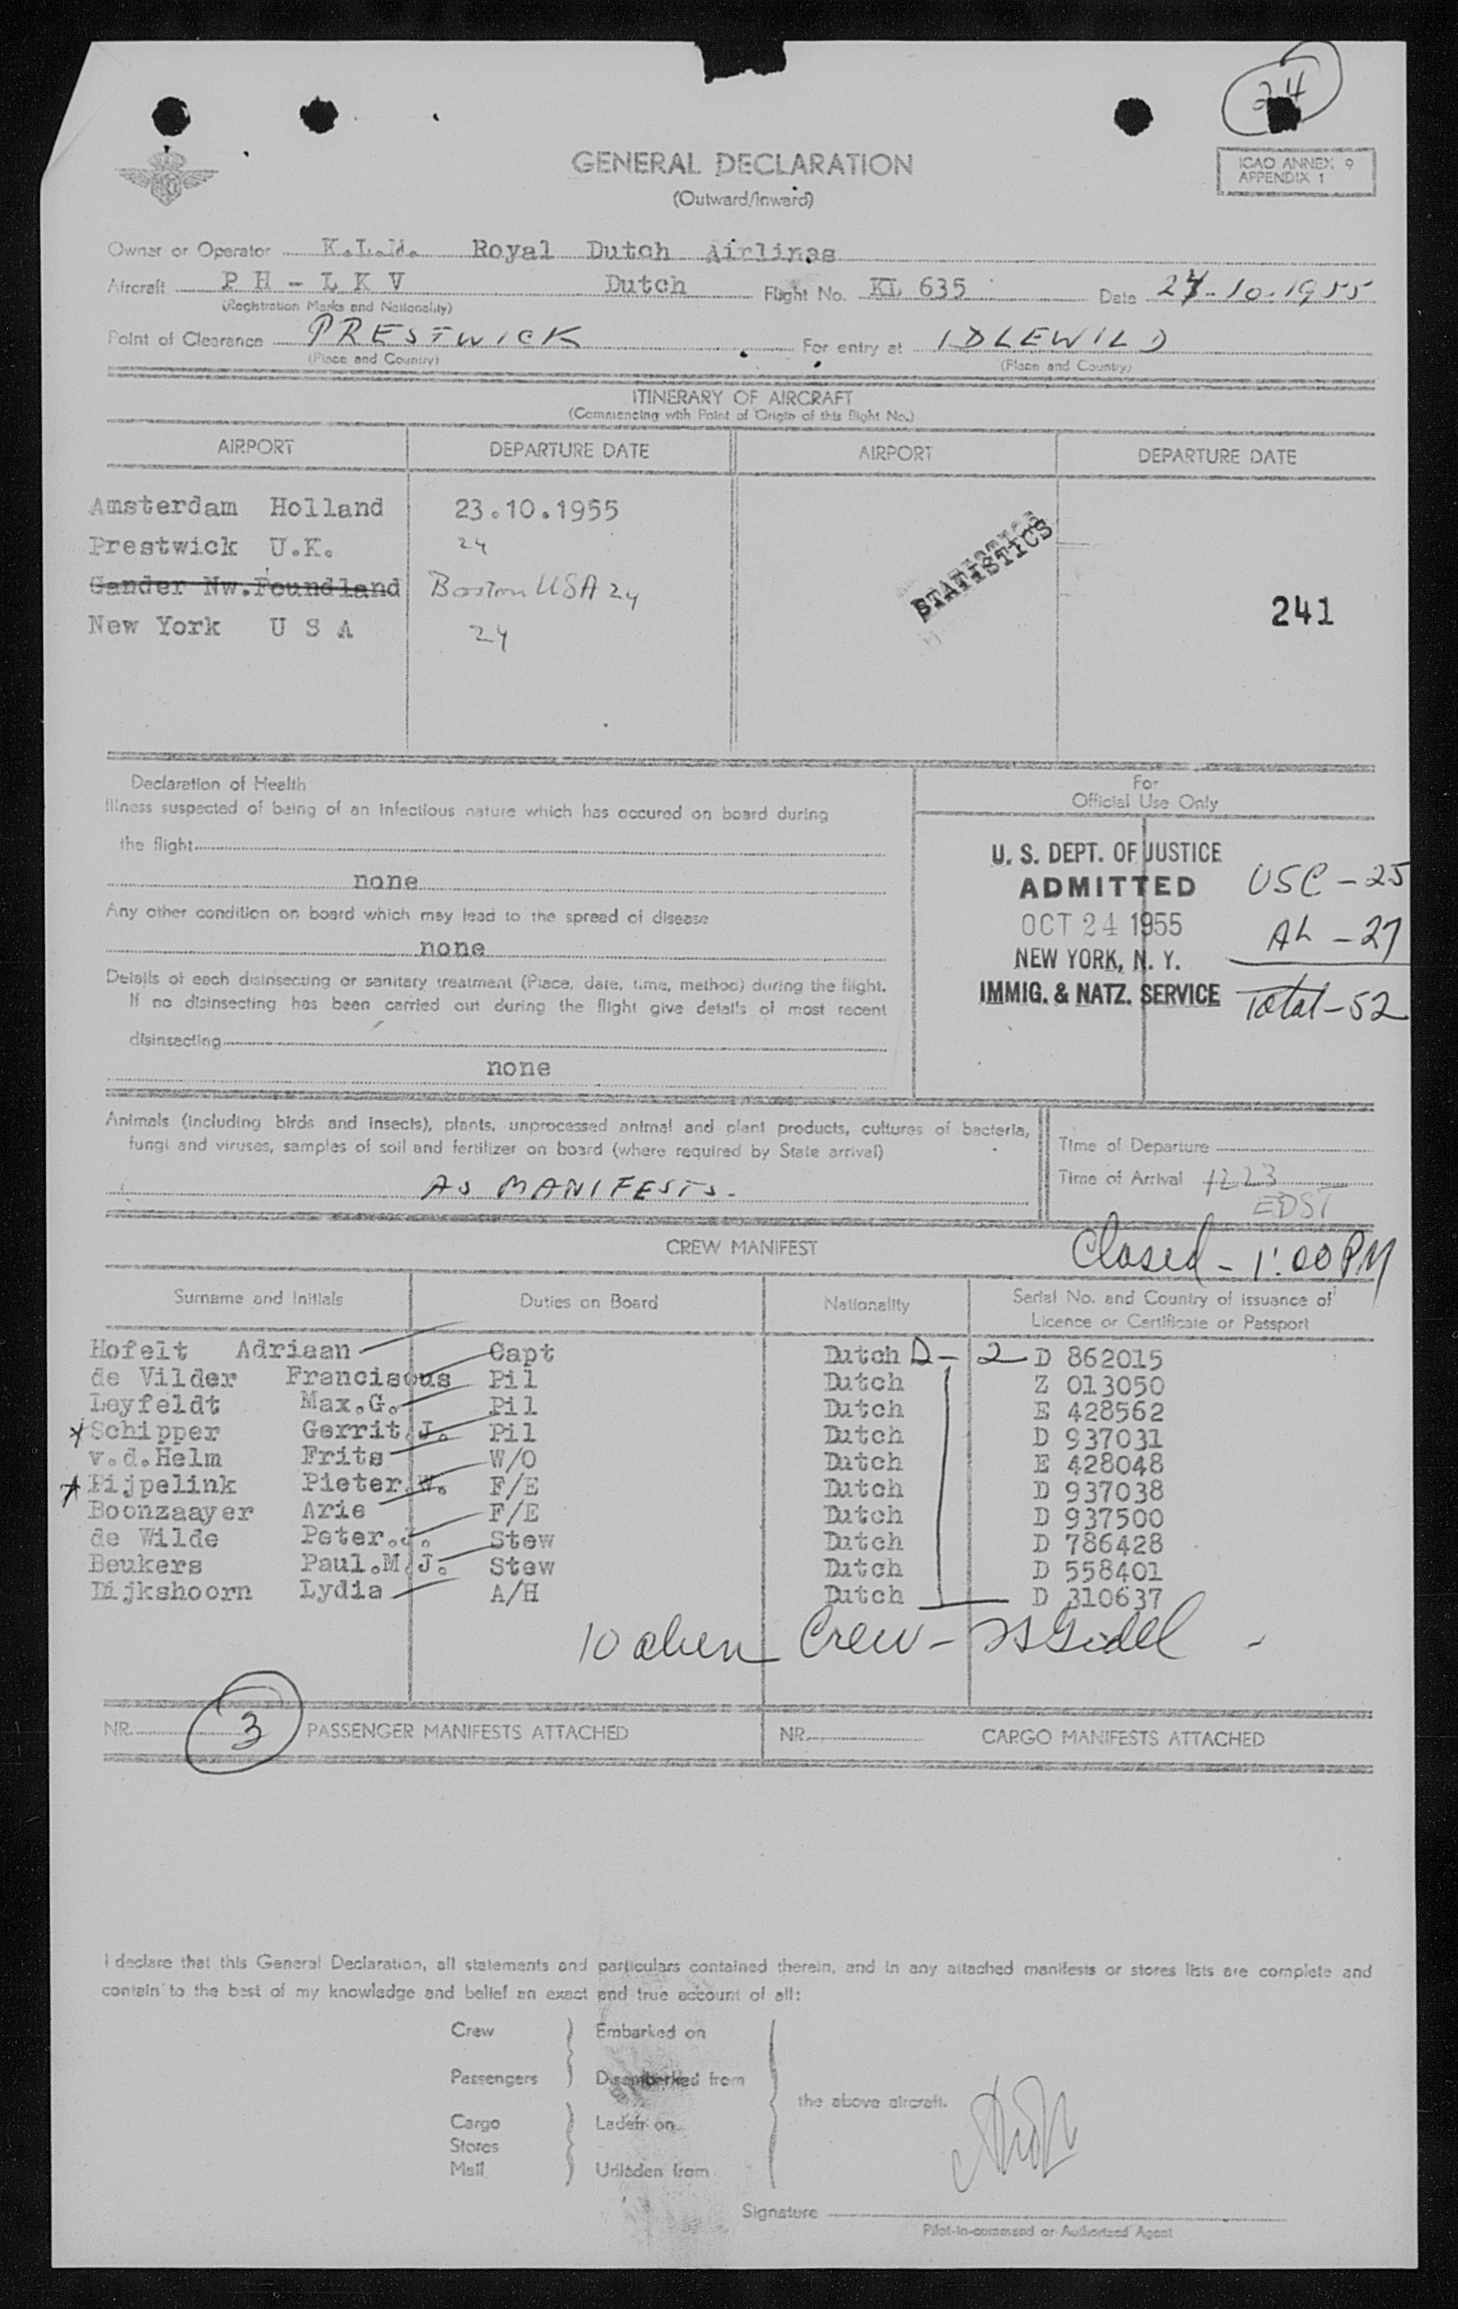 24
GENERAL DECLARATION
(Outward/Inward)
ICAO ANNEX 9
APPENDIX 1
Owner or Operator K.L.M. Royal Dutch Airlines
Aircraft P H - L K V Dutch Flight No. KL 635 Date 24-10-1955
(Registration Marks and Nationality)
Point of Clearance PRESTWICK For entry at IDLEWILD
(Place and Country) (Place and Country)
ITINERARY OF AIRCRAFT
(Commencing with Point of Origin of this flight No.)
AIRPORT DEPARTURE DATE AIRPORT DEPARTURE DATE
Amsterdam Holland 23.10.1955
Prestwick U.K. 24
Gander Nw.Foundland Boston USA 24
New York U S A 24
STATISTICS
241
Declaration of Health
Illness suspected of being of an infectious nature which has occured on board during
the flight
none
Any other condition on board which may lead to the spread of disease
none
Details of each disinsecting or sanitary treatment (Place, date, time, method) during the flight.
If no disinsecting has been carried out during the flight give details of most recent
disinsecting
none
For
Official Use Only
U. S. DEPT. OF JUSTICE
ADMITTED
OCT 24 1955
NEW YORK, N. Y.
IMMIG. & NATZ. SERVICE
USC - 25
AL - 27
Total - 52
Animals (including birds and insects), plants, unprocessed animal and plant products, cultures of bacteria,
fungi and viruses, samples of soil and fertilizer on board (where required by State arrival)
AS MANIFESTS.
Time of Departure
Time of Arrival 1223
EDST
Closed - 1:00 PM
CREW MANIFEST
Surname and Initials Duties on Board Nationality Serial No. and Country of issuance of
Licence or Certificate or Passport
Hofelt Adriaan Capt Dutch D - 2 D 862015
de Vilder Franciscus Pil Dutch Z 013050
Leyfeldt Max.G. Pil Dutch E 428562
Schipper Gerrit.J. Pil Dutch D 937031
v.d.Helm Frits W/O Dutch E 428048
Pijpelink Pieter.W. F/E Dutch D 937038
Boonzaayer Arie F/E Dutch D 937500
de Wilde Peter.J. Stew Dutch D 786428
Beukers Paul.M.J. Stew Dutch D 558401
Dijkshoorn Lydia A/H Dutch D 310637
10 alien Crew -
NR. 3 PASSENGER MANIFESTS ATTACHED NR. CARGO MANIFESTS ATTACHED
I declare that this General Declaration, all statements and particulars contained therein, and in any attached manifests or stores lists are complete and
contain to the best of my knowledge and belief an exact and true account of all:
Crew Embarked on
Passengers Disembarked from
the above aircraft.
Cargo Laden on
Stores
Mail Unladen from
Signature
Pilot-in-command or Authorized Agent